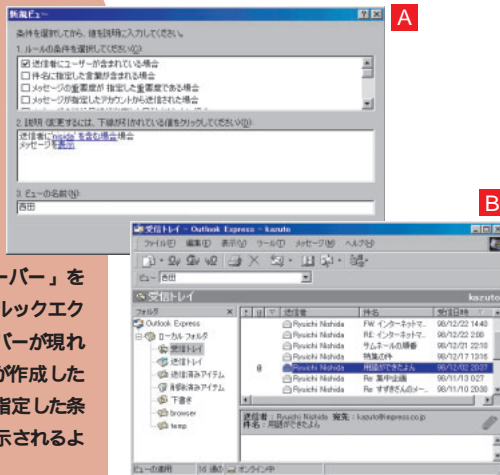 新規ビュー
A
条件を選択してから、値を説明に入力してください。
1. ルールの条件を選択してください(C):
送信者にユーザーが含まれている場合
件名に指定した言葉が含まれる場合
メッセージの重要度が 指定した重要度である場合
メッセージが指定したアカウントから送信された場合
2. 説明 (変更するには、下線が引かれている値をクリックしてください)(D):
送信者に'niside' を含む場合場合
メッセージを表示
3. ビューの名前(N):
西田
B
受信トレイ - Outlook Express - kazuto
ファイル(F) 編集(E) 表示(V) ツール(T) メッセージ(M) ヘルプ(H)
ビュー 西田
受信トレイ kazuto
フォルダ × 送信者 件名 受信日時
Outlook Express
ローカル フォルダ
受信トレイ
送信トレイ
送信済みアイテム
削除済みアイテム
下書き
browser
temp
Ryuichi Nishida FW: インターネットマ... 98/12/22 14:40
Ryuichi Nishida RE: インターネットマ... 98/12/22 2:00
Ryuichi Nishida サムネールの順番 98/12/21 22:10
Ryuichi Nishida 特集の件 98/12/17 13:16
Ryuichi Nishida 用語ができたよん 98/12/02 20:37
Ryuichi Nishida Re: 集中企画 98/11/13 0:27
Ryuichi Nishida Re: すずきさんのメー... 98/11/10 20:30
送信者: Ryuichi Nishida 宛先: kazuto@impress.co.jp
件名: 用語ができたよん
ビューの適用 オンライン中
ーバー」を
ルックエク
バーが現れ
が作成した
指定した条
示されるよ